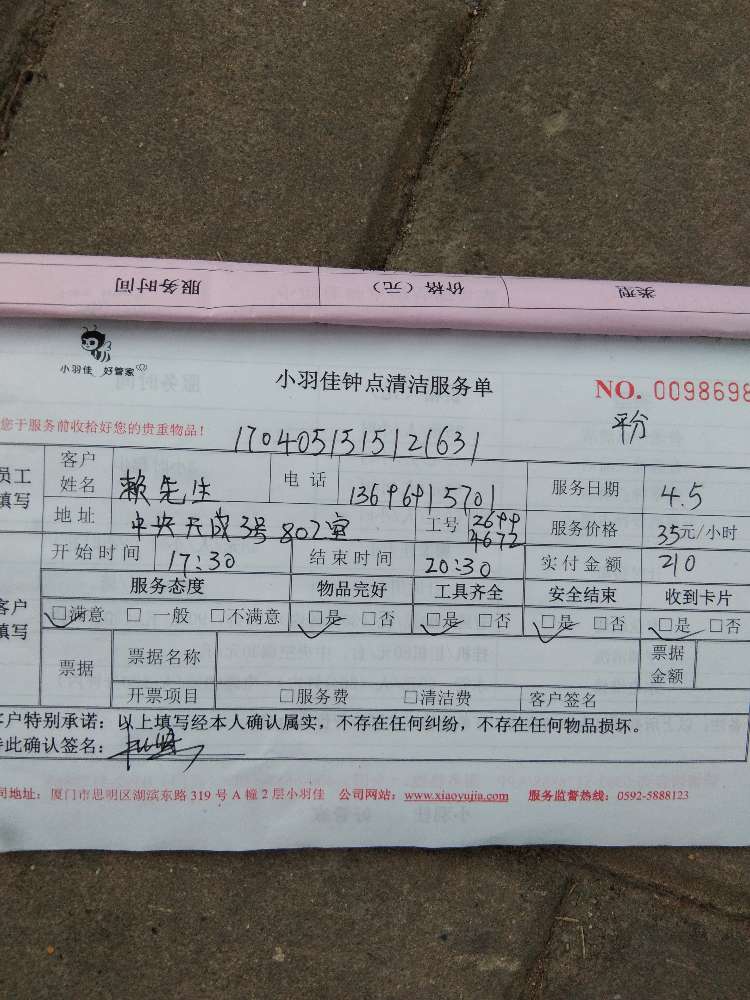 服务时间 价格（元） 类型
小羽佳 好管家
小羽佳钟点清洁服务单 NO. 0098698
您于服务前收拾好您的贵重物品！ 1704051515121631 平分
员工填写 客户姓名 赖先生 电话 13696915701 服务日期 4.5
地址 中央天成3号802室 工号 2699 4672 服务价格 35元/小时
开始时间 17:30 结束时间 20:30 实付金额 210
客户填写 服务态度 物品完好 工具齐全 安全结束 收到卡片
☑满意 □一般 □不满意 ☑是 □否 ☑是 □否 ☑是 □否 ☑是 □否
票据 票据名称 票据金额
开票项目 □服务费 □清洁费 客户签名
客户特别承诺：以上填写经本人确认属实，不存在任何纠纷，不存在任何物品损坏。
特此确认签名：
司地址：厦门市思明区湖滨东路 319 号 A 幢 2 层小羽佳 公司网站：www.xiaoyujia.com 服务监督热线：0592-5888123